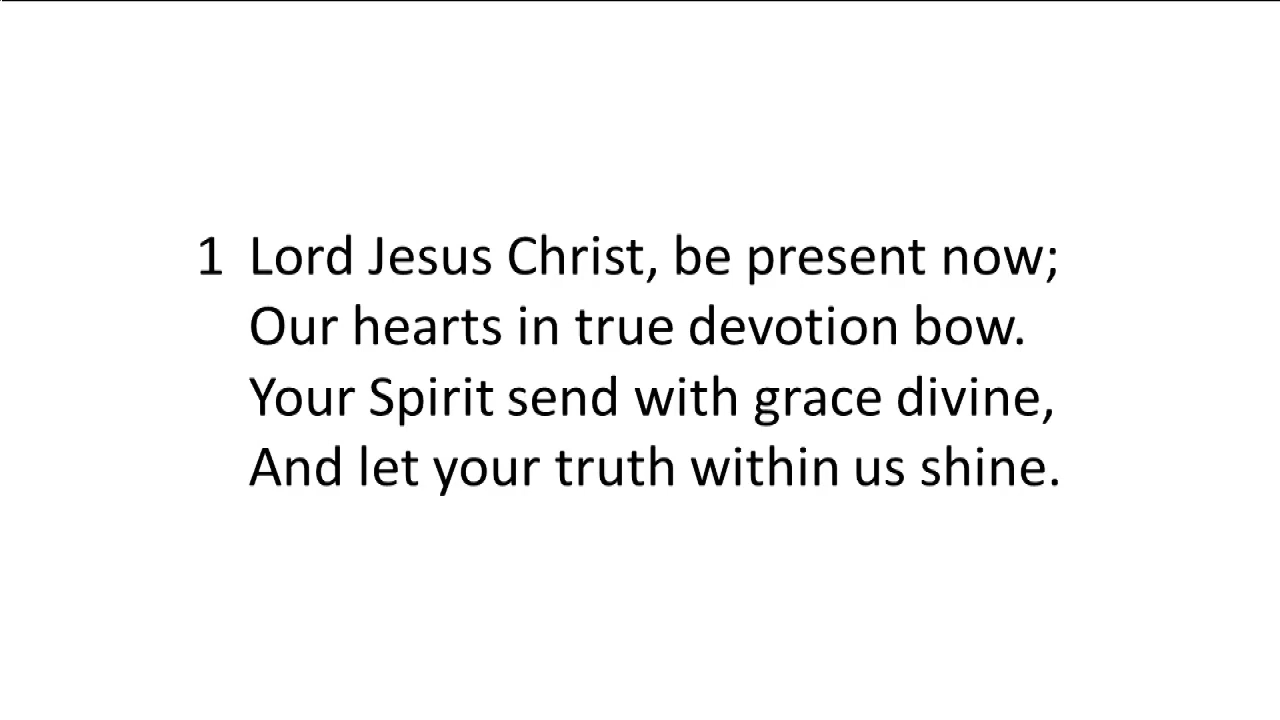 1 Lord Jesus Christ, be present now;
Our hearts in true devotion bow.
Your Spirit send with grace divine,
And let your truth within us shine.